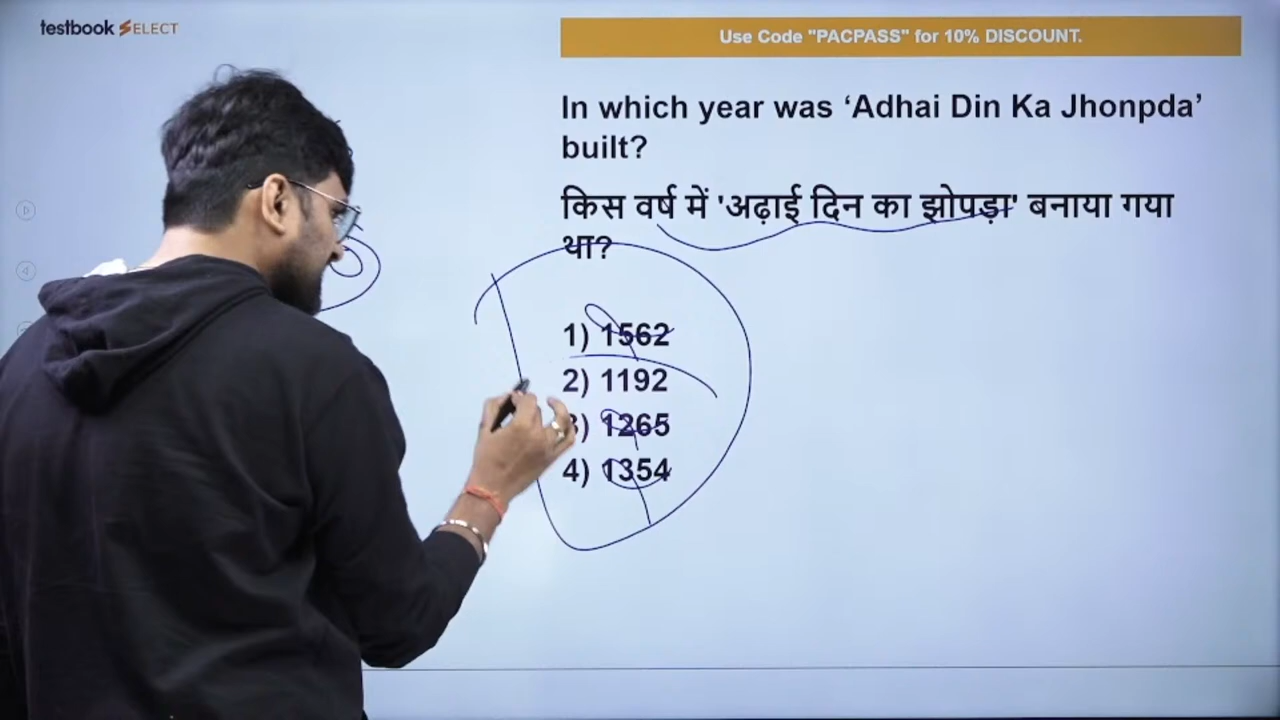 testbook SELECT
Use Code "PACPASS" for 10% DISCOUNT.
In which year was ‘Adhai Din Ka Jhonpda’
built?
किस वर्ष में 'अढ़ाई दिन का झोपड़ा' बनाया गया
था?
1) 1562
2) 1192
3) 1265
4) 1354